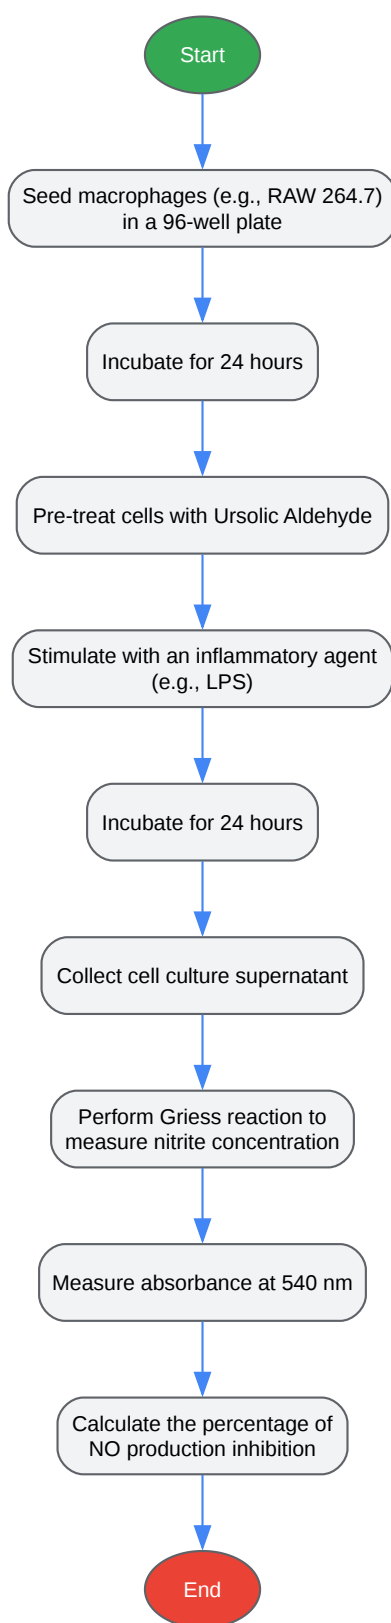 Start
Seed macrophages (e.g., RAW 264.7)
in a 96-well plate
Incubate for 24 hours
Pre-treat cells with Ursolic Aldehyde
Stimulate with an inflammatory agent
(e.g., LPS)
Incubate for 24 hours
Collect cell culture supernatant
Perform Griess reaction to
measure nitrite concentration
Measure absorbance at 540 nm
Calculate the percentage of
NO production inhibition
End